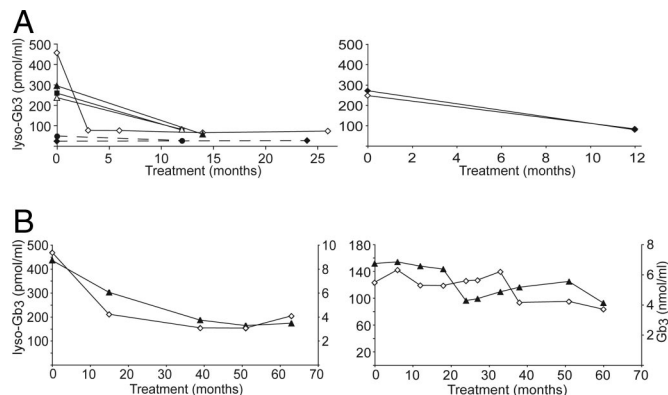 A
lyso-Gb3 (pmol/ml)
500
400
300
200
100
0 5 10 15 20 25
Treatment (months)
500
400
300
200
100
0 2 4 6 8 10 12
Treatment (months)
B
lyso-Gb3 (pmol/ml)
500
400
300
200
100
10
8
6
4
2
0 10 20 30 40 50 60 70
Treatment (months)
180
140
100
60
20
8
6
4
2
Gb3 (nmol/ml)
0 10 20 30 40 50 60 70
Treatment (months)